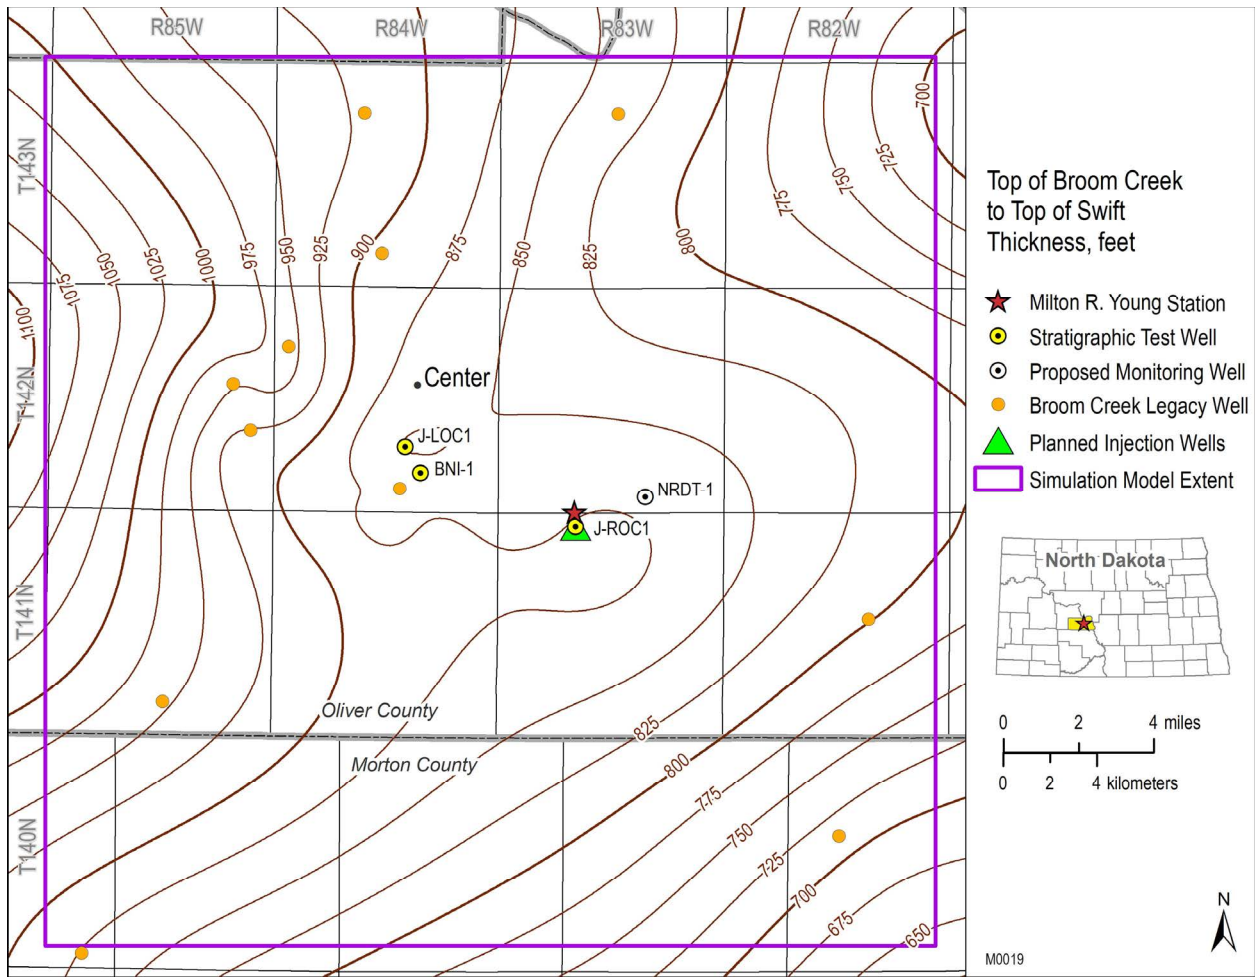 R85W
R84W
R83W
R82W
T143N
T142N
T141N
T140N
700
725
750
775
800
825
850
875
900
925
950
975
1000
1025
1050
1075
1100
Center
J-LOC1
BNI-1
NRDT-1
J-ROC1
Oliver County
Morton County
825
800
775
750
725
700
675
650
Top of Broom Creek
to Top of Swift
Thickness, feet
Milton R. Young Station
Stratigraphic Test Well
Proposed Monitoring Well
Broom Creek Legacy Well
Planned Injection Wells
Simulation Model Extent
North Dakota
0 2 4 miles
0 2 4 kilometers
N
M0019